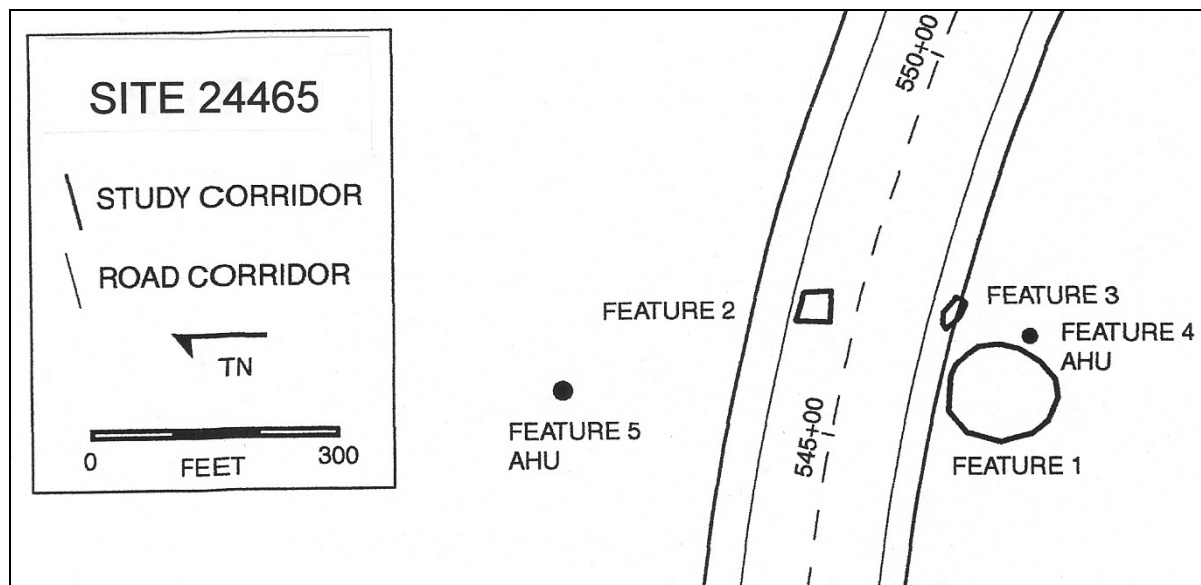 SITE 24465
STUDY CORRIDOR
ROAD CORRIDOR
TN
0 300
FEET
550+00
FEATURE 2
FEATURE 3
FEATURE 4
AHU
FEATURE 5
AHU
545+00
FEATURE 1